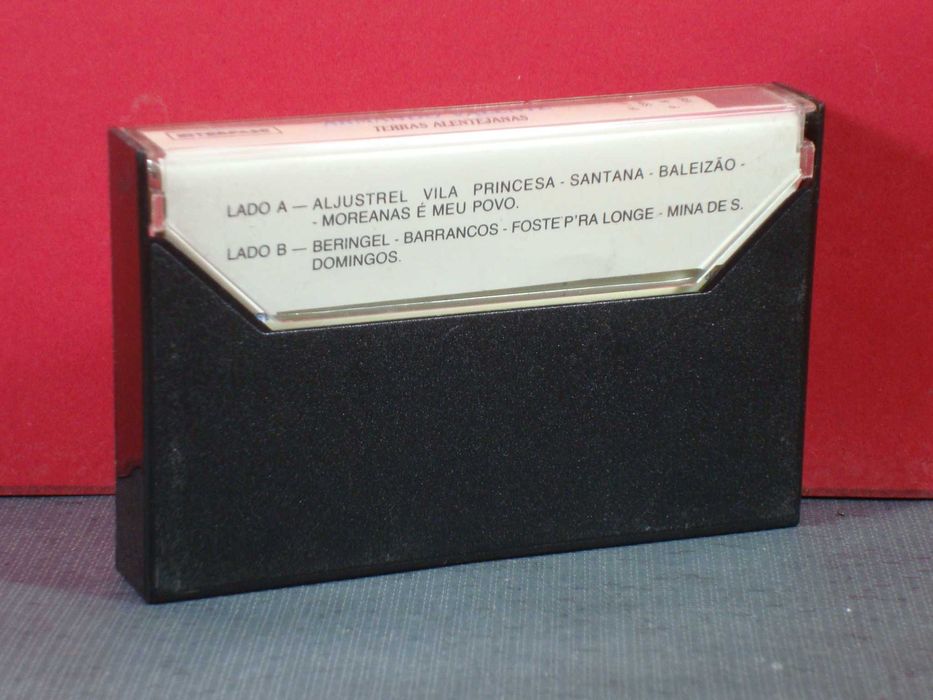 TERRAS ALENTEJANAS
LADO A — ALJUSTREL VILA PRINCESA - SANTANA - BALEIZÃO -
- MOREANAS É MEU POVO.
LADO B — BERINGEL - BARRANCOS - FOSTE P'RA LONGE - MINA DE S.
DOMINGOS.